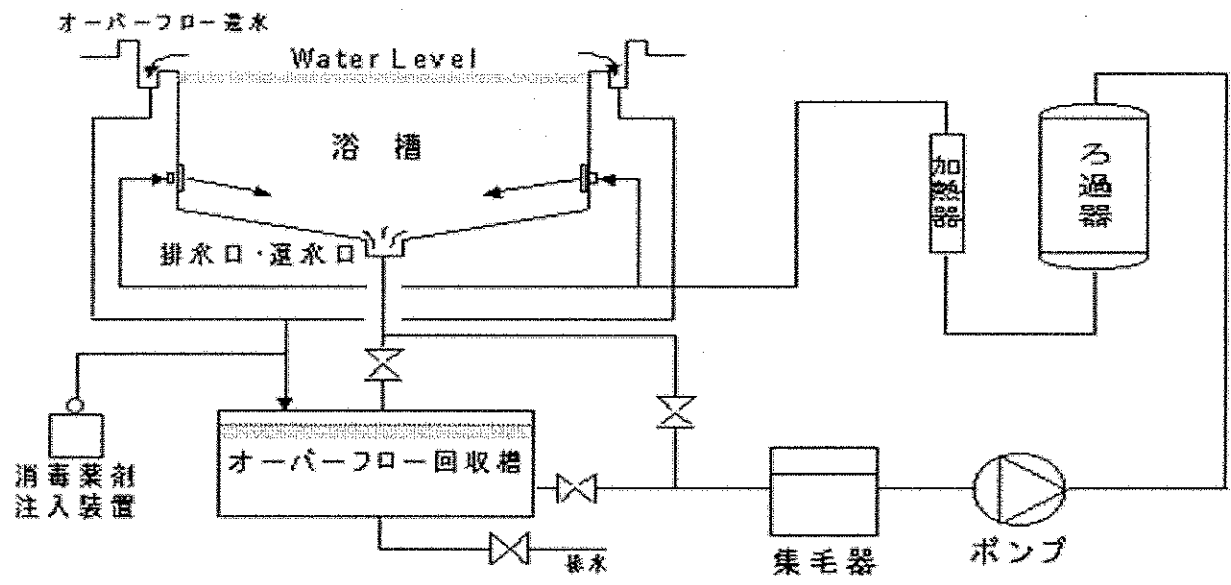 オーバーフロー還水
Water Level
浴槽
加熱器
ろ過器
排水口・還水口
オーバーフロー回収槽
消毒薬剤
注入装置
排水
集毛器
ポンプ